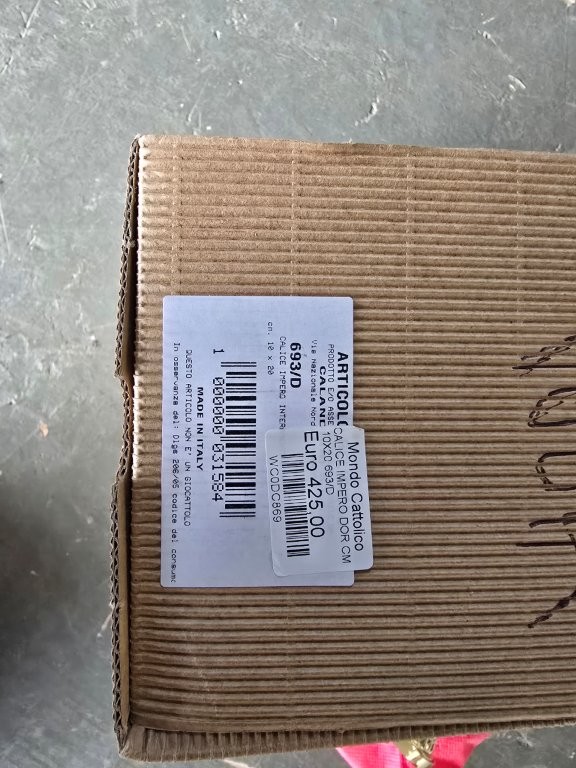 ARTICOLO
PRODOTTO E/O ASSE
CALAND
Via Nazionale Nord
693/D
CALICE IMPERO INTER
cm. 10 x 20
1 000000 031584
MADE IN ITALY
QUESTO ARTICOLO NON E' UN GIOCATTOLO
In osservanza del: Dlgs 206/05 codice del consumo
Mondo Cattolico
CALICE IMPERO DOR CM
10X20 693/D
Euro 425,00
WO0DC869